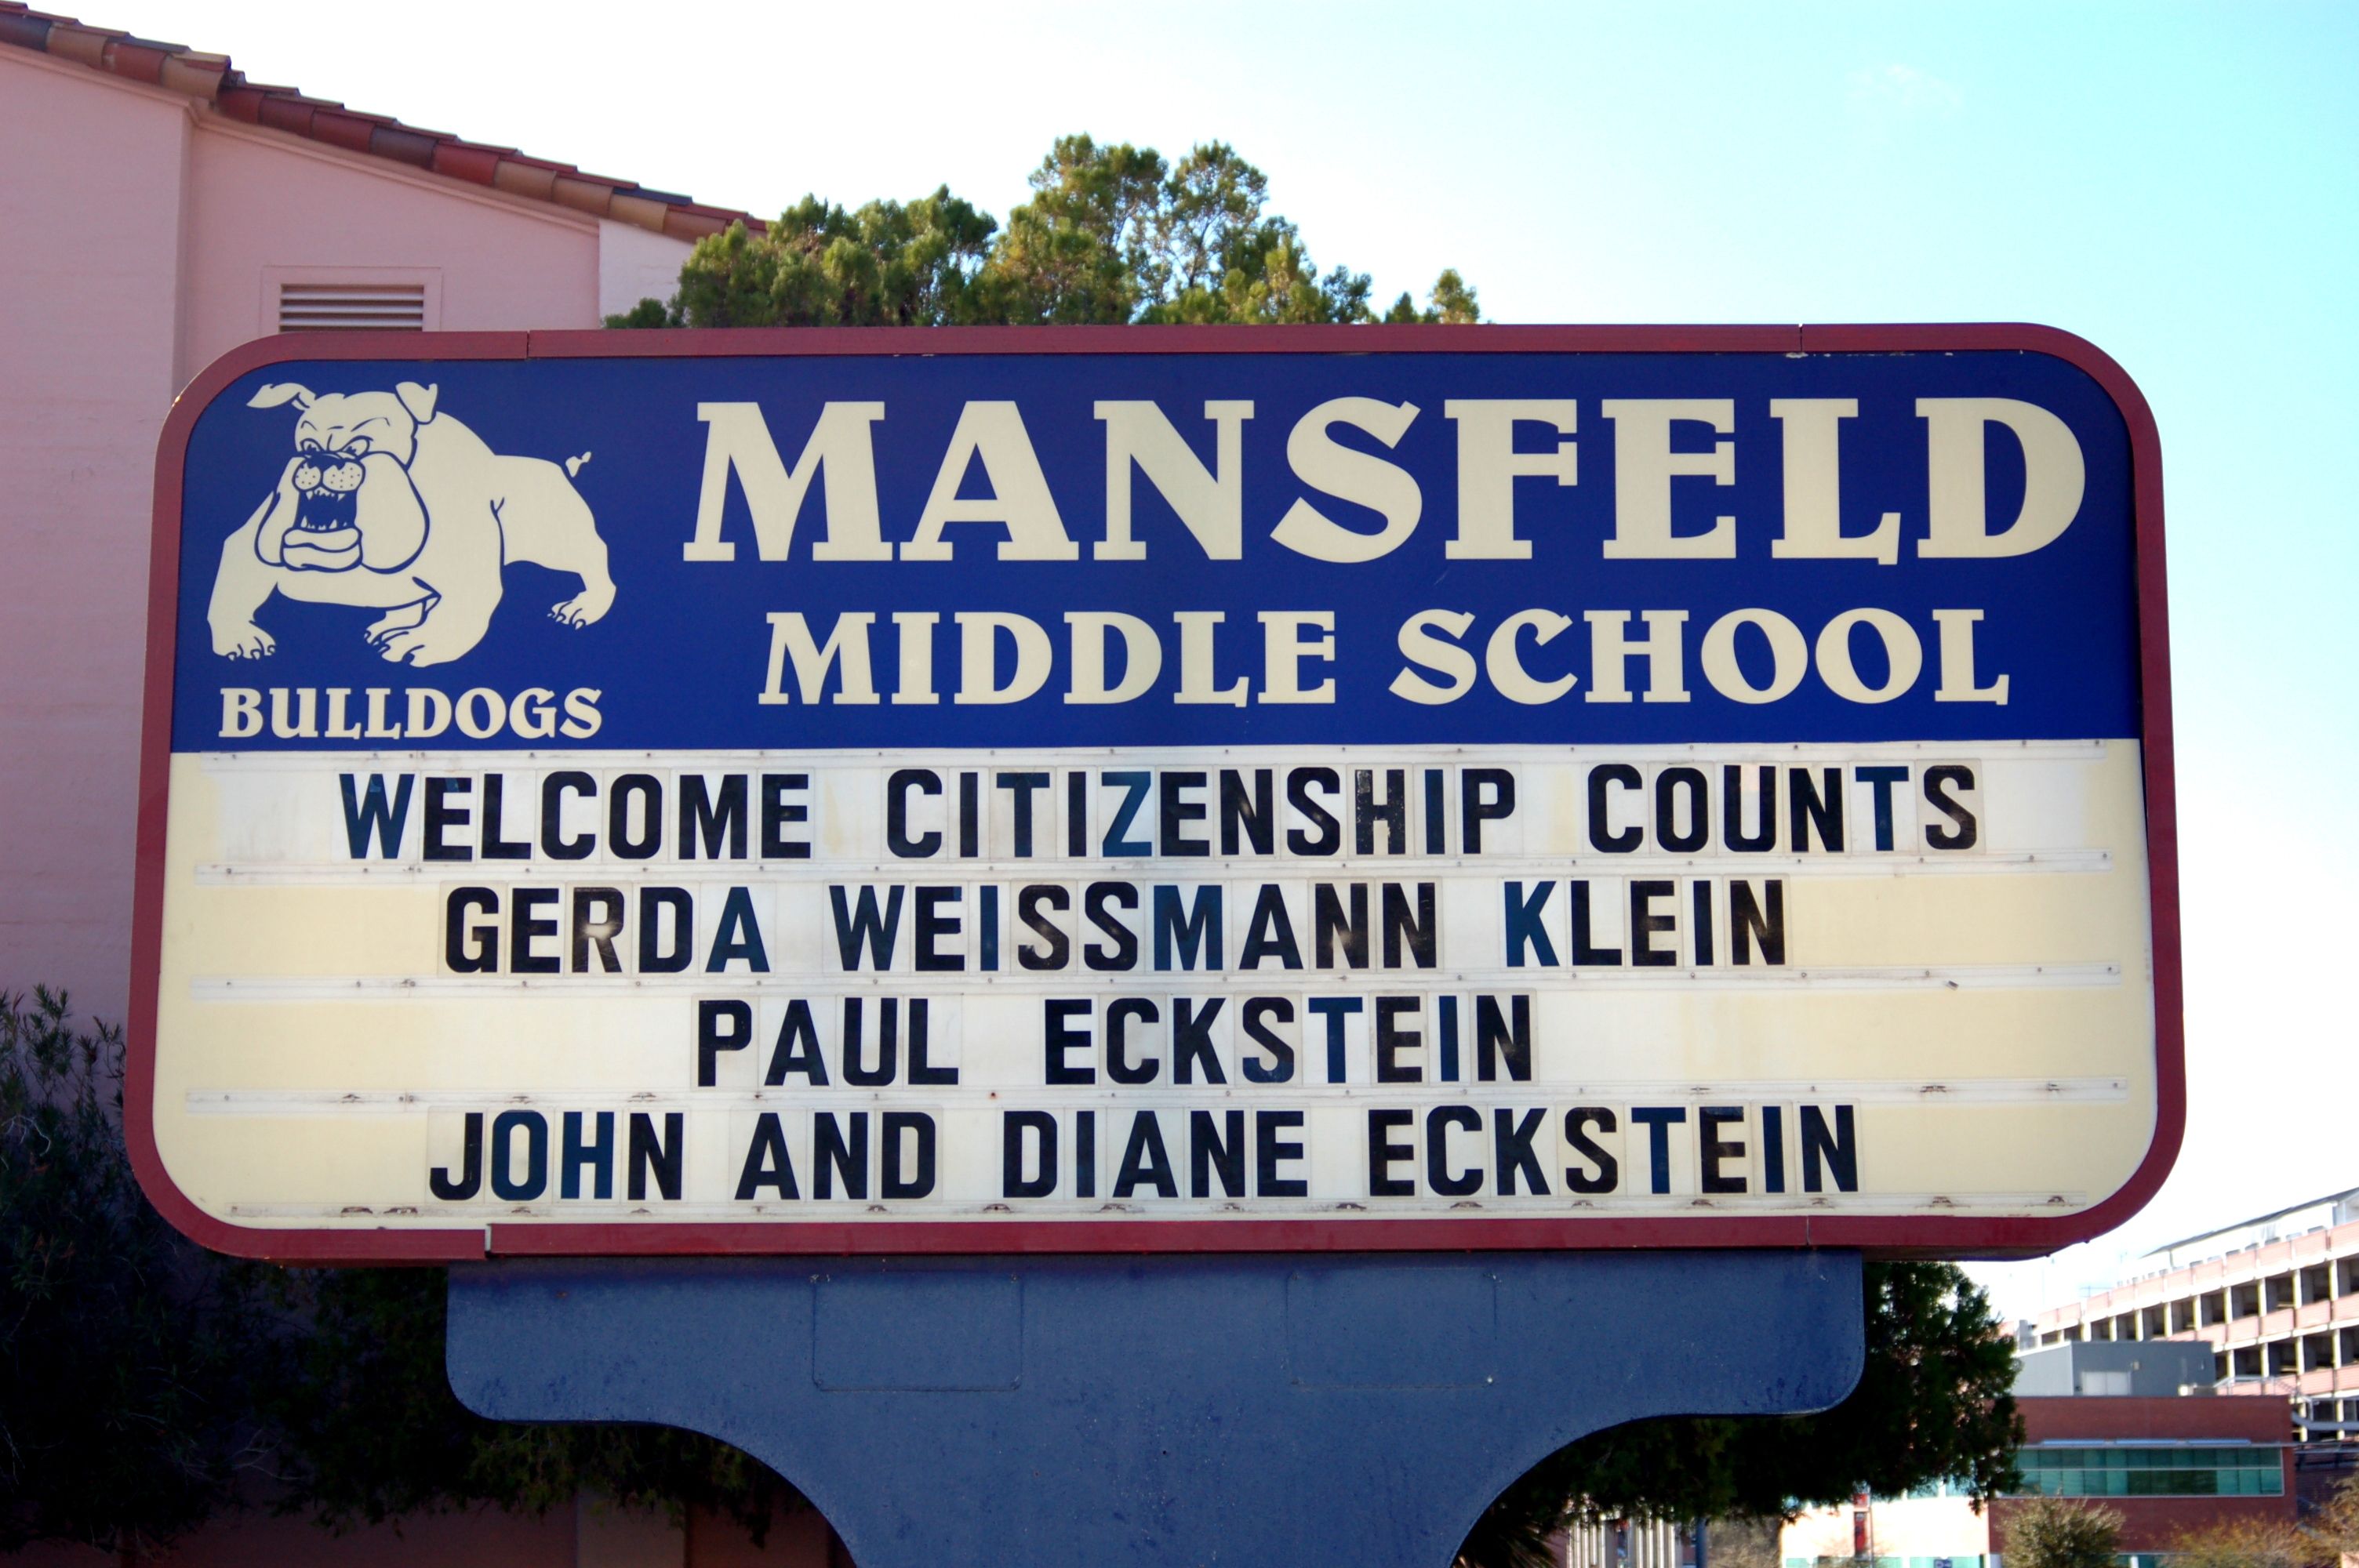 MANSFELD
MIDDLE SCHOOL
BULLDOGS
WELCOME CITIZENSHIP COUNTS
GERDA WEISSMANN KLEIN
PAUL ECKSTEIN
JOHN AND DIANE ECKSTEIN